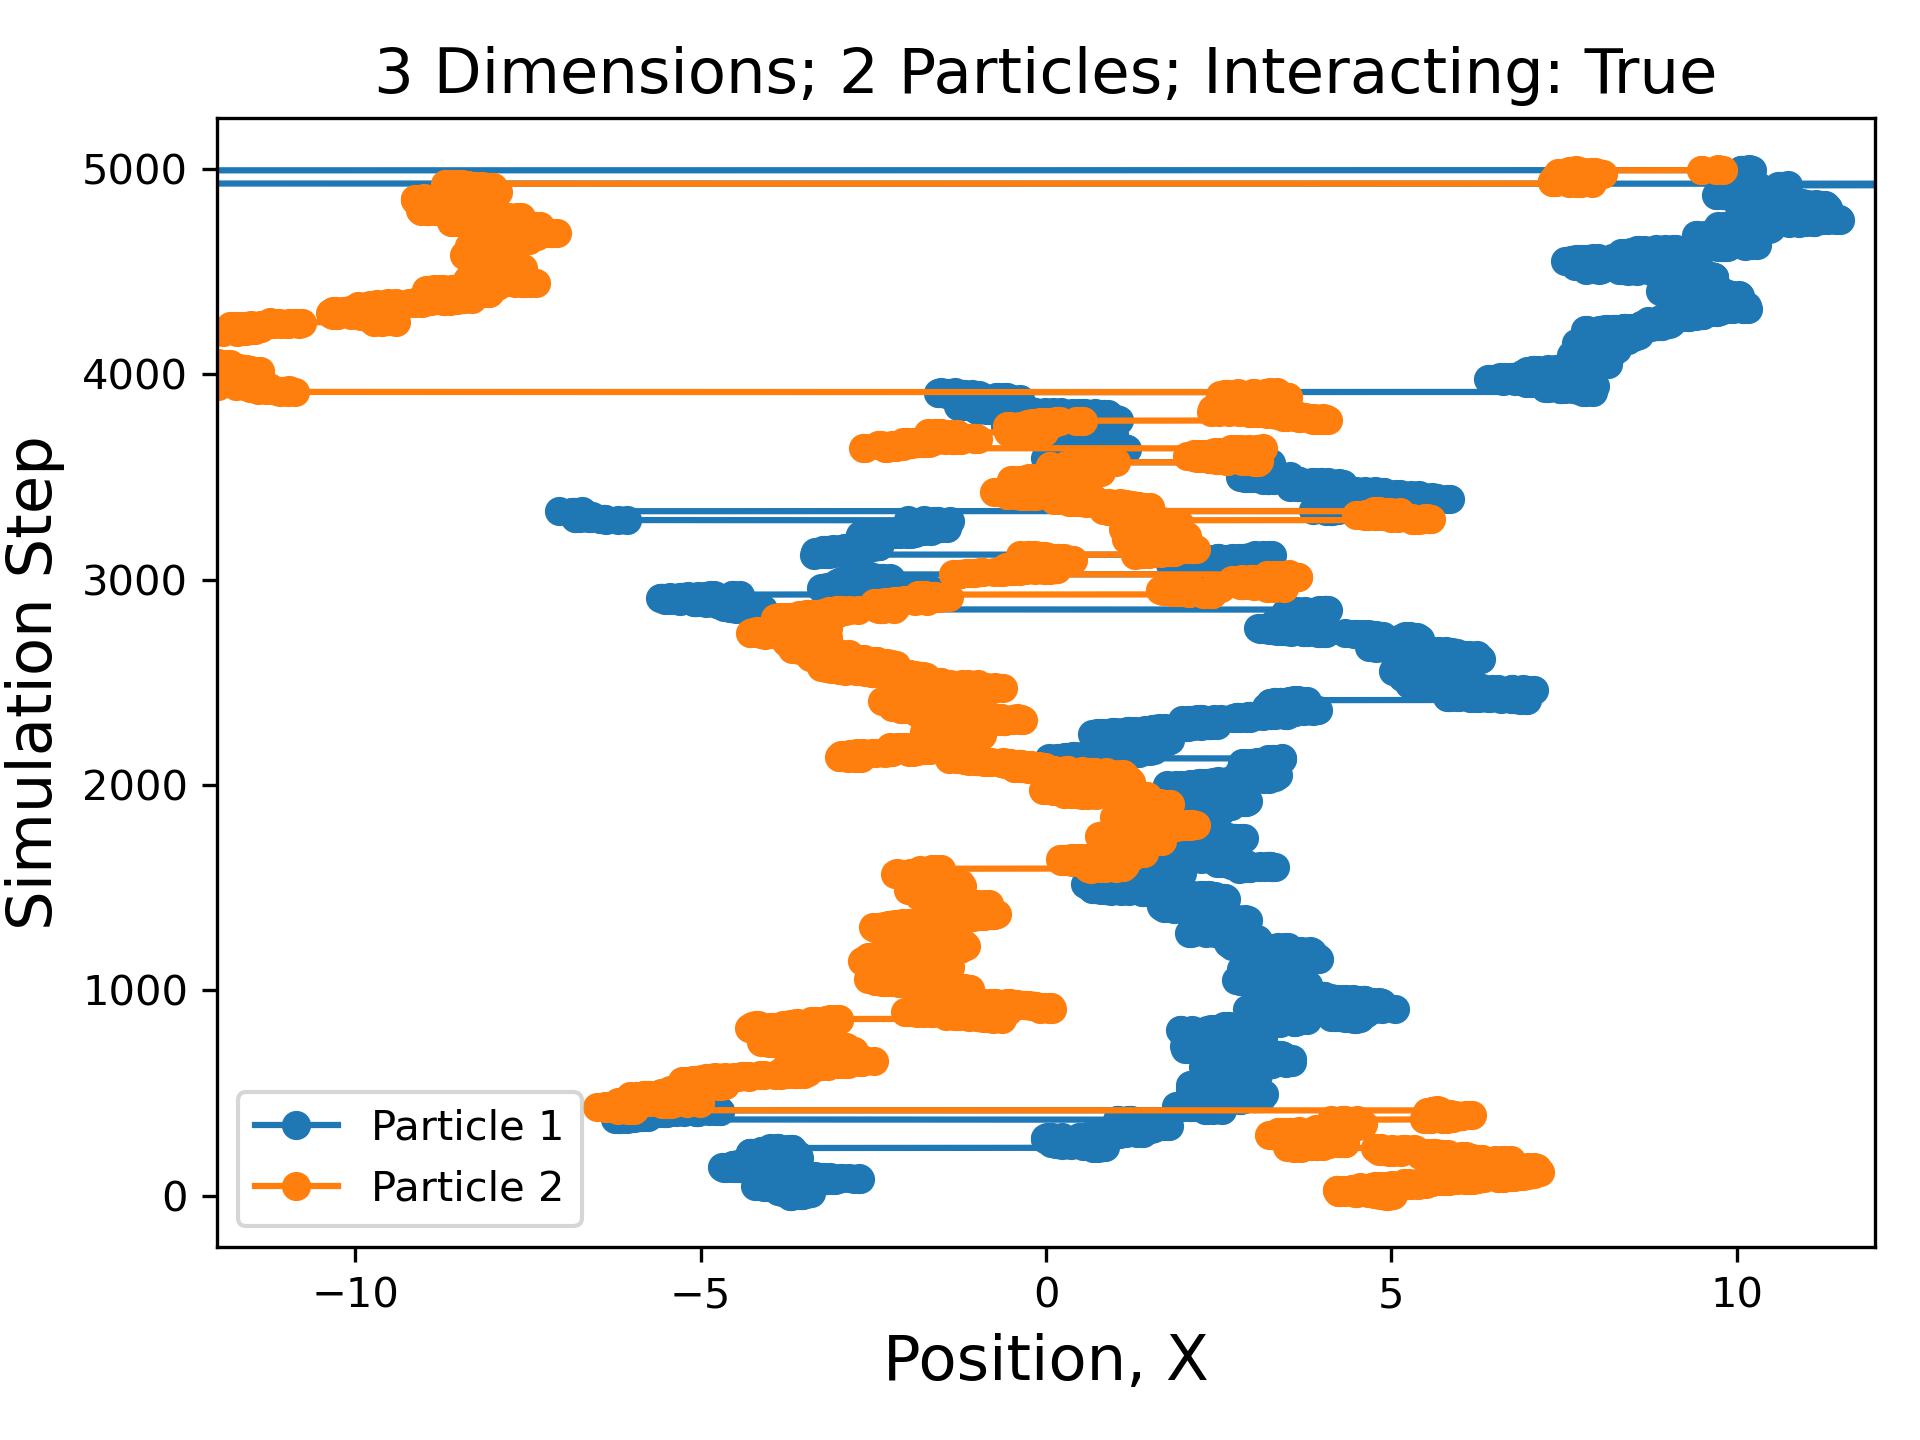 3 Dimensions; 2 Particles; Interacting: True
Simulation Step
5000
4000
3000
2000
1000
0
Particle 1
Particle 2
−10
−5
0
5
10
Position, X